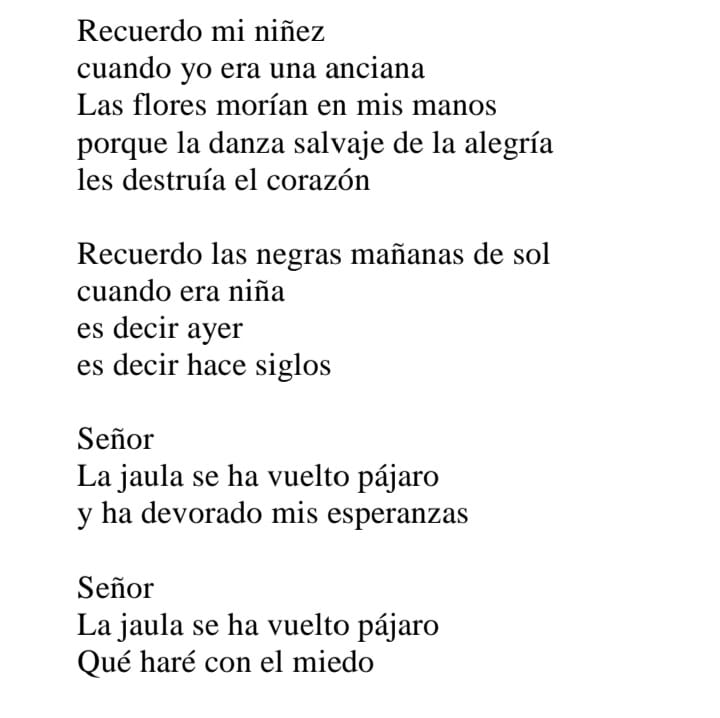 Recuerdo mi niñez
cuando yo era una anciana
Las flores morían en mis manos
porque la danza salvaje de la alegría
les destruía el corazón

Recuerdo las negras mañanas de sol
cuando era niña
es decir ayer
es decir hace siglos

Señor
La jaula se ha vuelto pájaro
y ha devorado mis esperanzas

Señor
La jaula se ha vuelto pájaro
Qué haré con el miedo